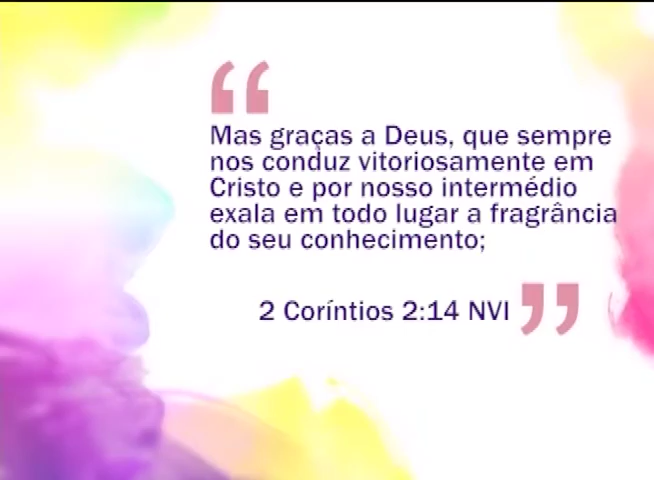 “
Mas graças a Deus, que sempre
nos conduz vitoriosamente em
Cristo e por nosso intermédio
exala em todo lugar a fragrância
do seu conhecimento;
2 Coríntios 2:14 NVI ”